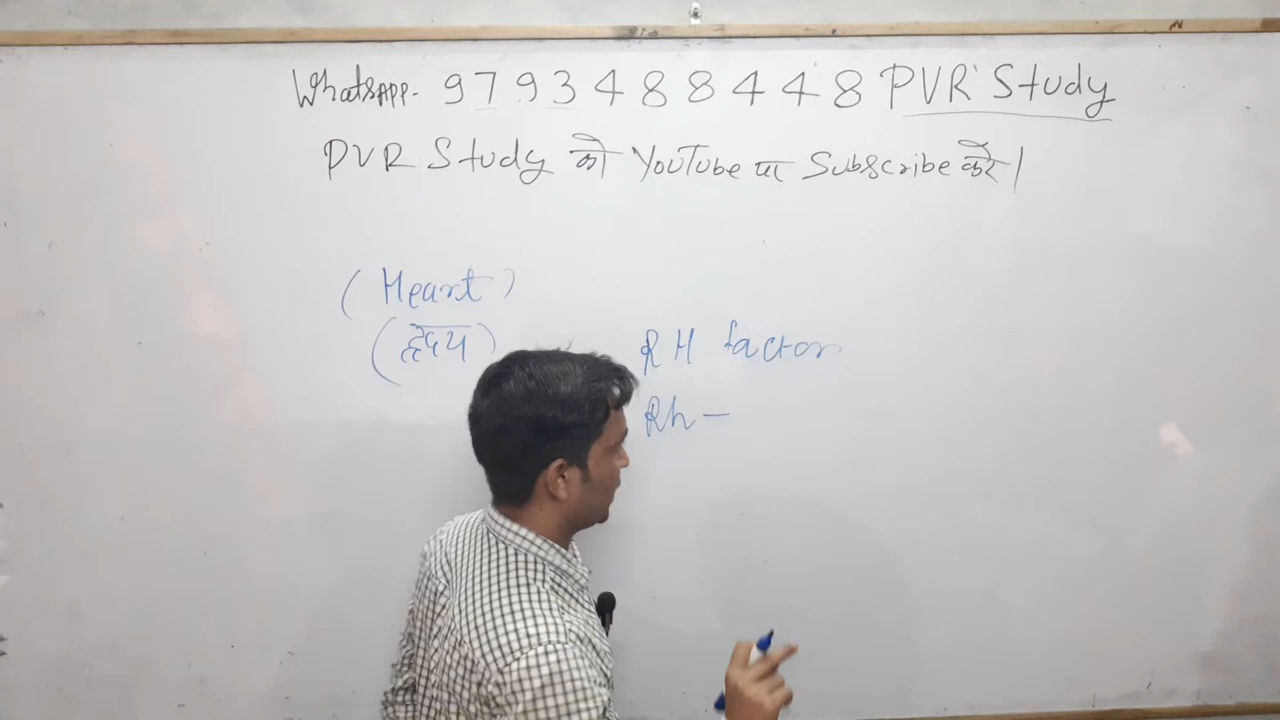 WhatsAPP- 9793488448 PVR Study
PVR Study को YouTube पर Subscribe करे।
(Heart)
(हृदय)
RH factor
Rh -